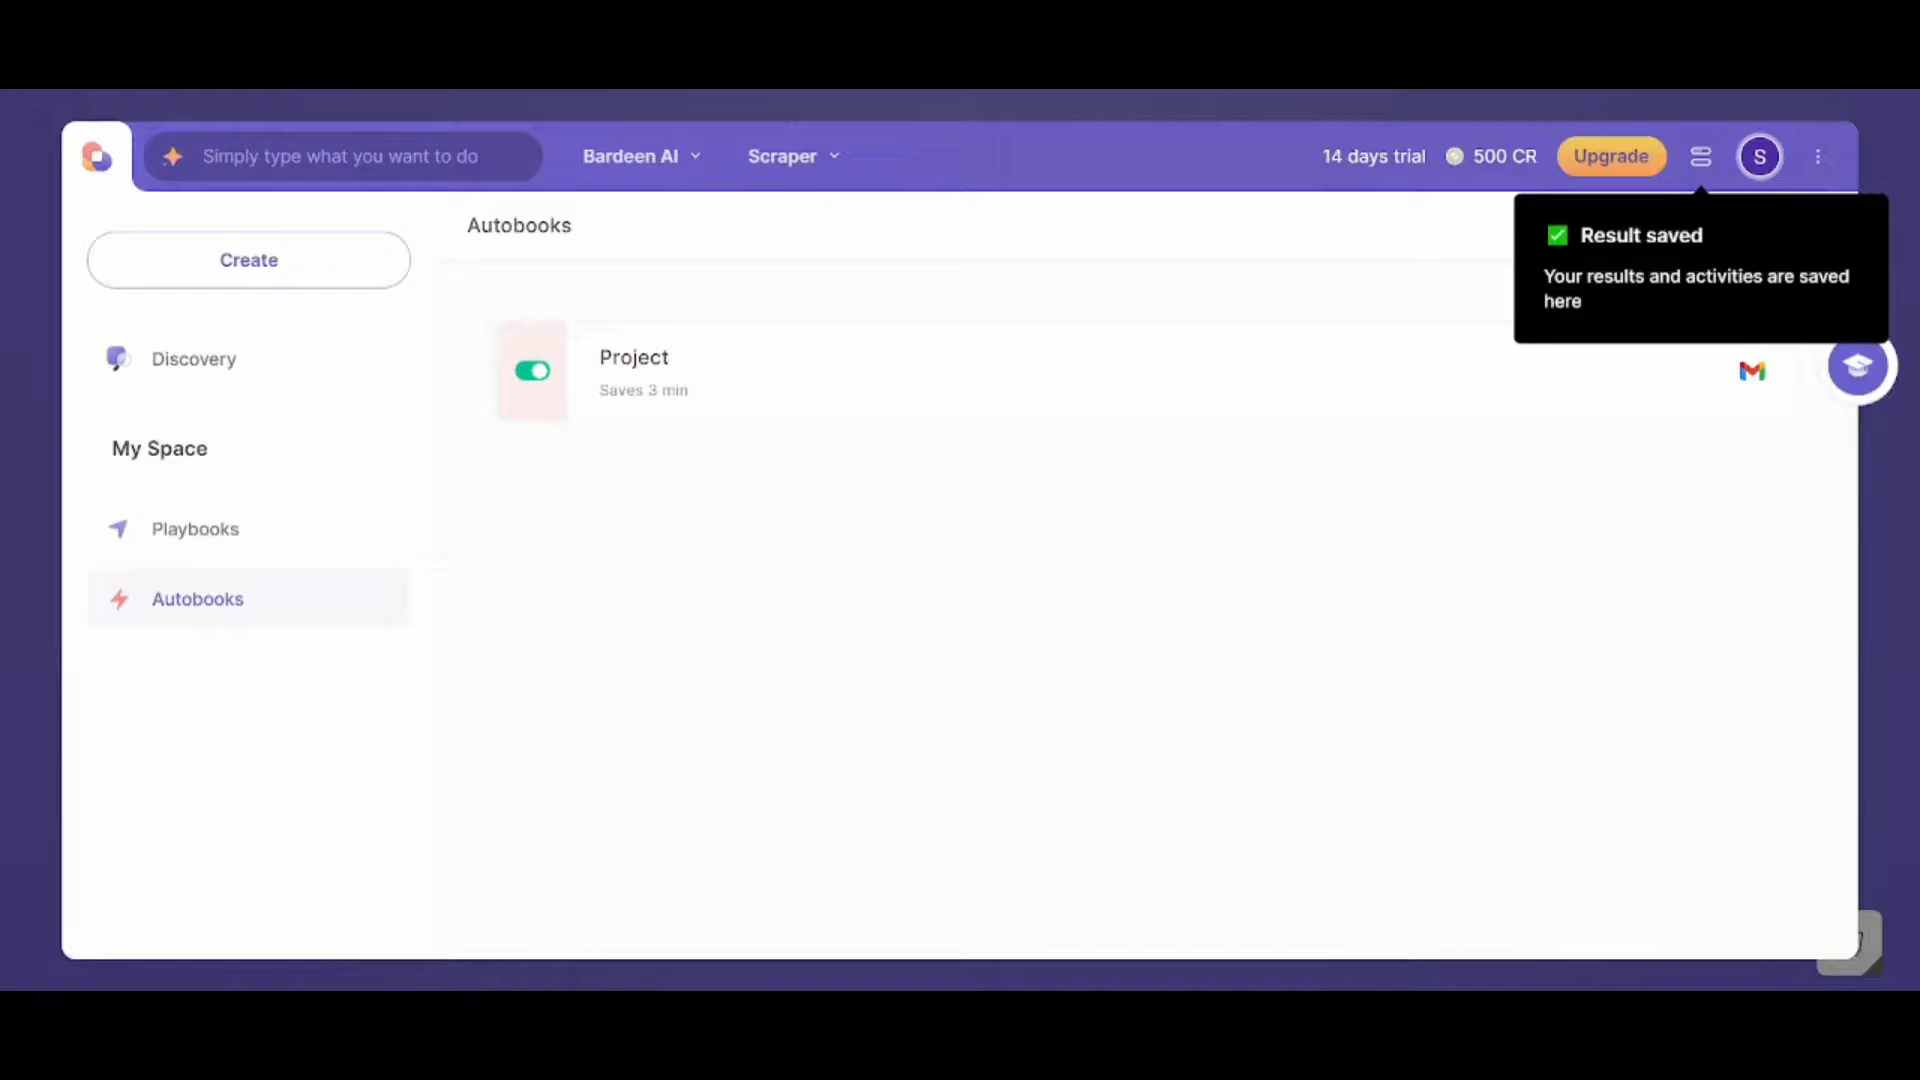 Simply type what you want to do
Bardeen AI
Scraper
14 days trial
500 CR
Upgrade
S
Autobooks
Result saved
Your results and activities are saved
here
Create
Discovery
Project
Saves 3 min
My Space
Playbooks
Autobooks